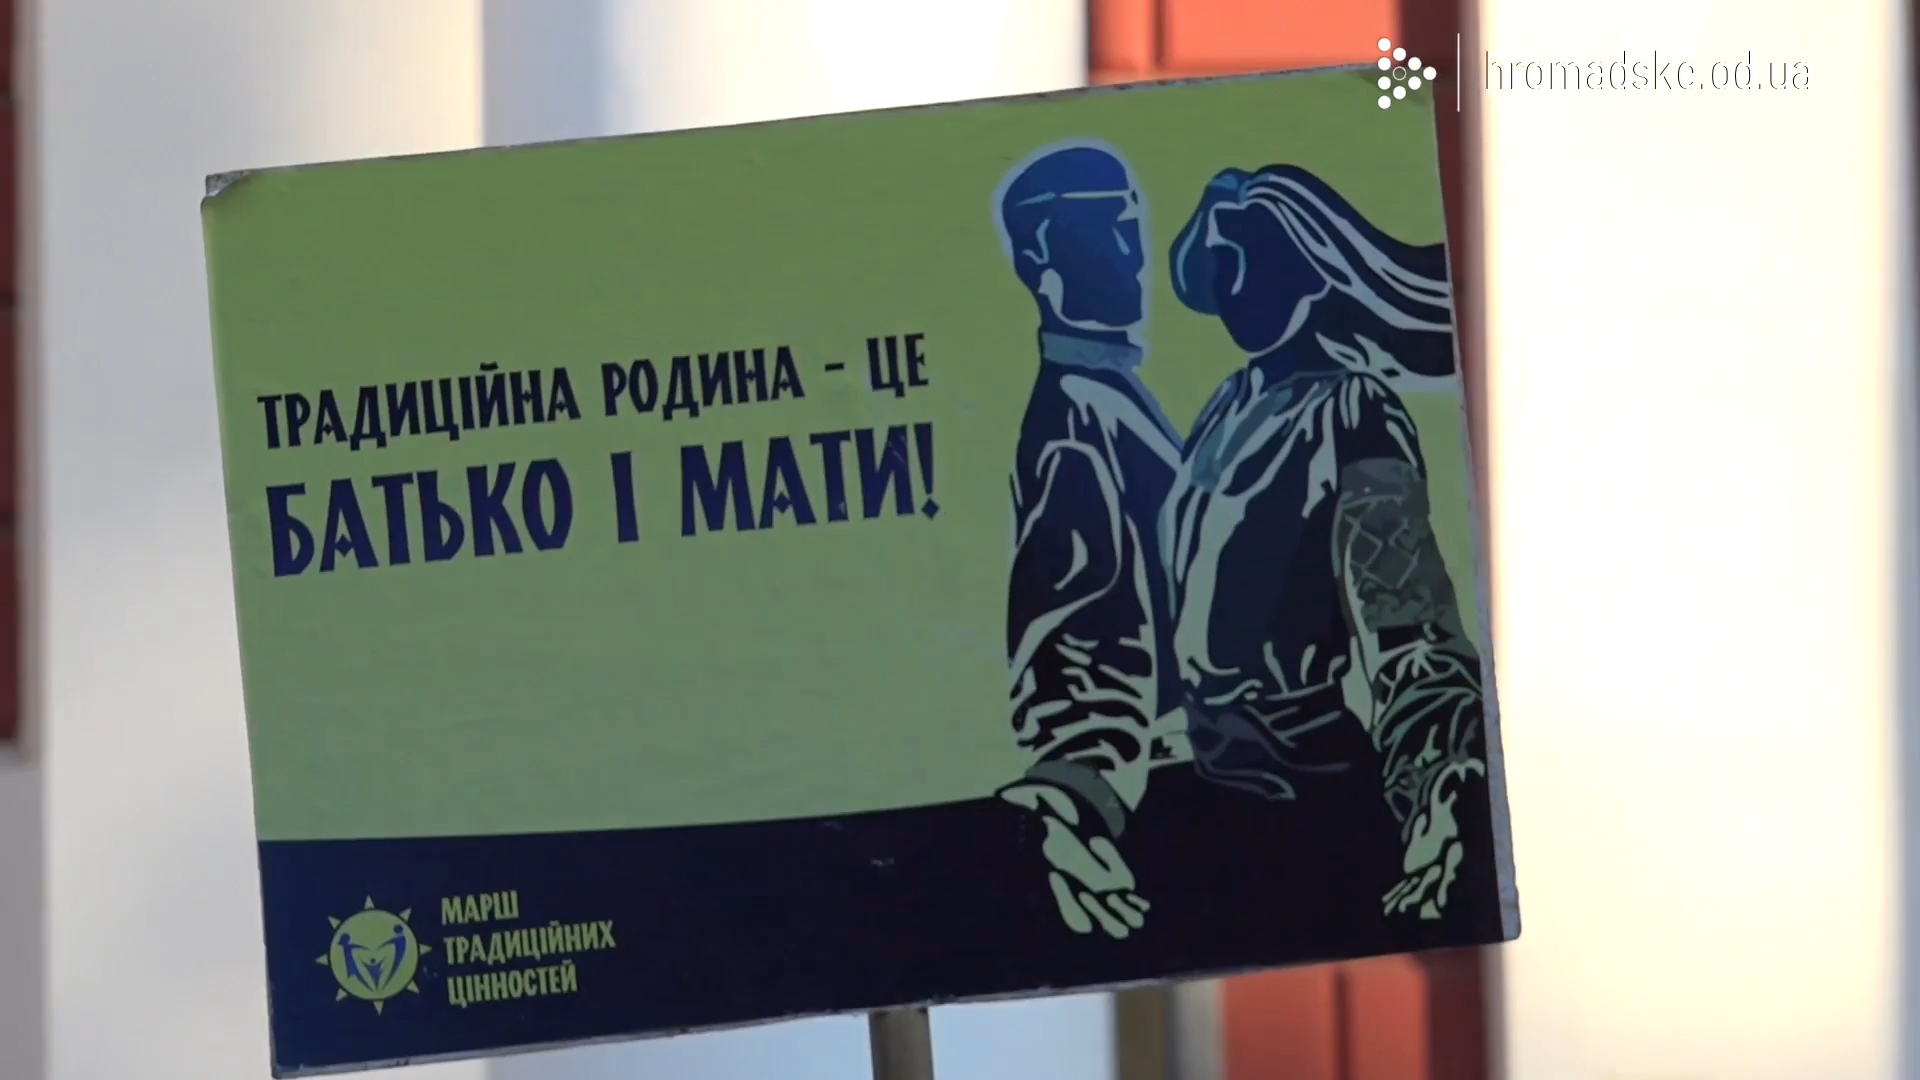 hromadske.od.ua
ТРАДИЦІЙНА РОДИНА - ЦЕ
БАТЬКО І МАТИ!
МАРШ
ТРАДИЦІЙНИХ
ЦІННОСТЕЙ